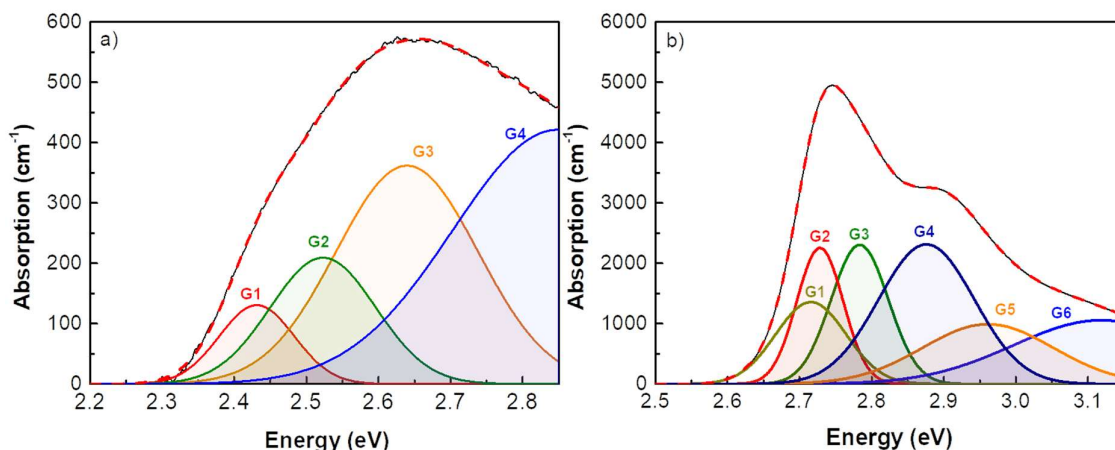 a)
Absorption (cm⁻¹)
600
500
400
300
200
100
0
G1
G2
G3
G4
2.2 2.3 2.4 2.5 2.6 2.7 2.8
Energy (eV)
b)
Absorption (cm⁻¹)
6000
5000
4000
3000
2000
1000
0
G1
G2
G3
G4
G5
G6
2.5 2.6 2.7 2.8 2.9 3.0 3.1
Energy (eV)